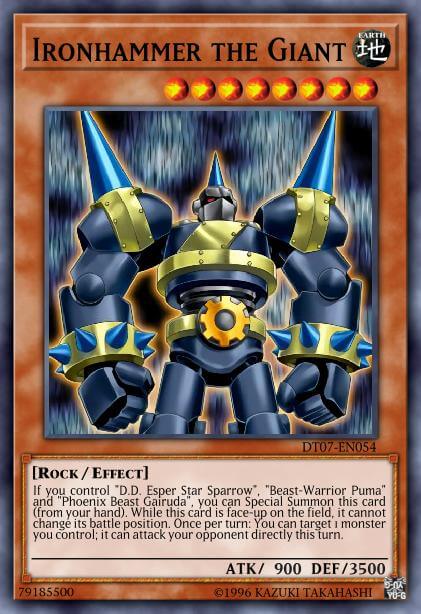 IRONHAMMER THE GIANT
EARTH
地
DT07-EN054
[ROCK / EFFECT]
If you control "D.D. Esper Star Sparrow", "Beast-Warrior Puma"
and "Phoenix Beast Gairuda", you can Special Summon this card
(from your hand). While this card is face-up on the field, it cannot
change its battle position. Once per turn: You can target 1 monster
you control; it can attack your opponent directly this turn.
ATK/ 900 DEF/3500
79185500
©1996 KAZUKI TAKAHASHI